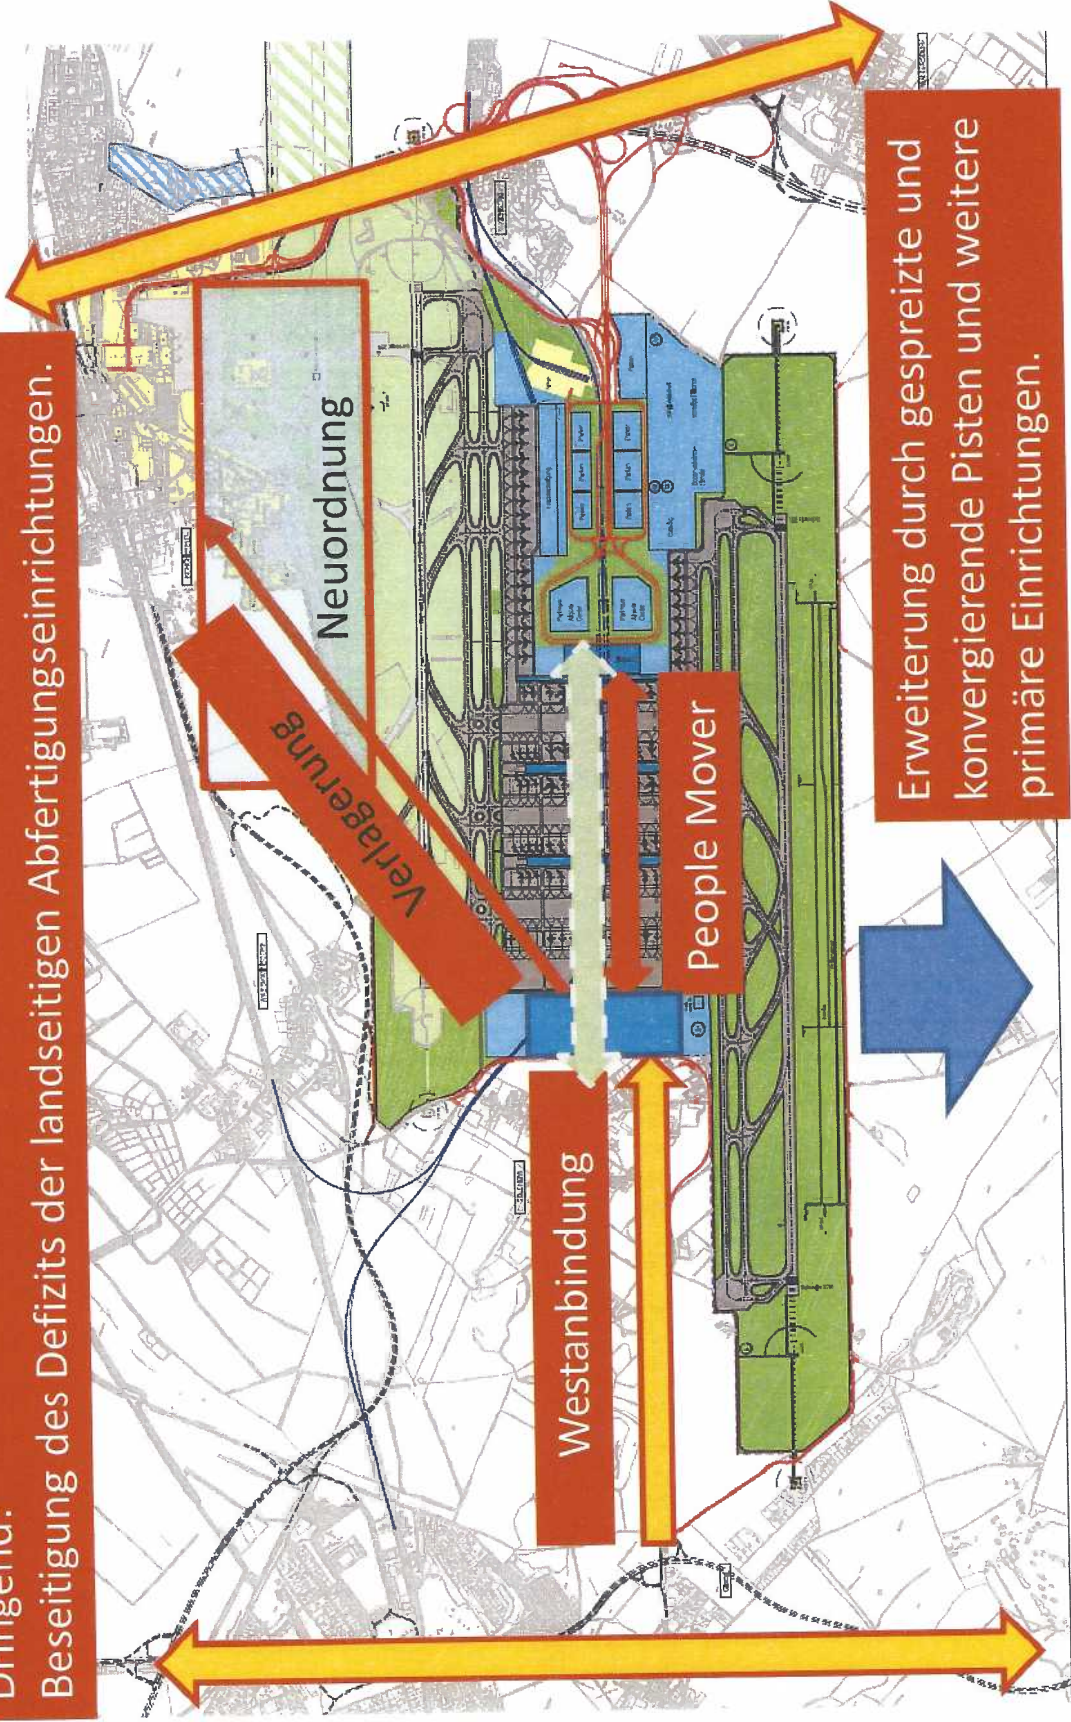 Dringend:
Beseitigung des Defizits der landseitigen Abfertigungseinrichtungen.
Neuordnung
Verlagerung
People Mover
Westanbindung
Erweiterung durch gespreizte und
konvergierende Pisten und weitere
primäre Einrichtungen.